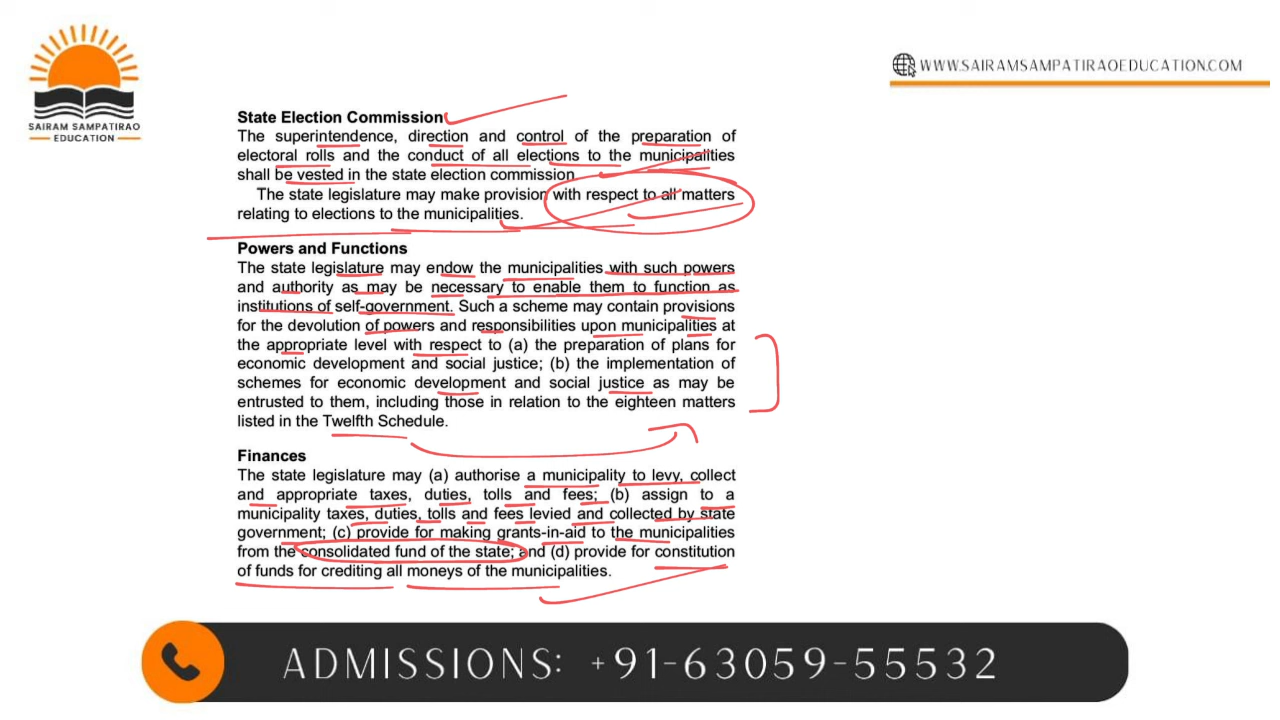 WWW.SAIRAMSAMPATIRAOEDUCATION.COM
SAIRAM SAMPATIRAO
EDUCATION
State Election Commission
The superintendence, direction and control of the preparation of
electoral rolls and the conduct of all elections to the municipalities
shall be vested in the state election commission.
The state legislature may make provision with respect to all matters
relating to elections to the municipalities.
Powers and Functions
The state legislature may endow the municipalities with such powers
and authority as may be necessary to enable them to function as
institutions of self-government. Such a scheme may contain provisions
for the devolution of powers and responsibilities upon municipalities at
the appropriate level with respect to (a) the preparation of plans for
economic development and social justice; (b) the implementation of
schemes for economic development and social justice as may be
entrusted to them, including those in relation to the eighteen matters
listed in the Twelfth Schedule.
Finances
The state legislature may (a) authorise a municipality to levy, collect
and appropriate taxes, duties, tolls and fees; (b) assign to a
municipality taxes, duties, tolls and fees levied and collected by state
government; (c) provide for making grants-in-aid to the municipalities
from the consolidated fund of the state; and (d) provide for constitution
of funds for crediting all moneys of the municipalities.
ADMISSIONS: +91-63059-55532